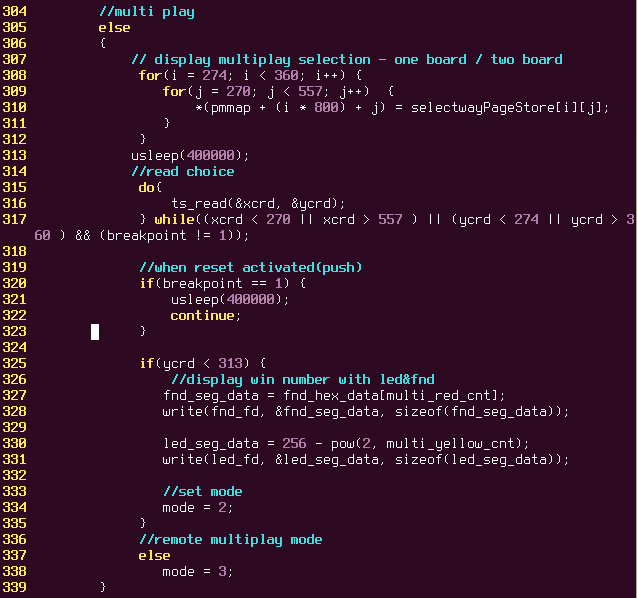 304         //multi play
305         else
306         {
307             // display multiplay selection - one board / two board
308              for(i = 274; i < 360; i++) {
309                 for(j = 270; j < 557; j++)  {
310                     *(pmmap + (i * 800) + j) = selectwayPageStore[i][j];
311                 }
312              }
313             usleep(400000);
314             //read choice
315              do{
316                  ts_read(&xcrd, &ycrd);
317              } while((xcrd < 270 || xcrd > 557 ) || (ycrd < 274 || ycrd > 3
60 ) && (breakpoint != 1));
318
319              //when reset activated(push)
320              if(breakpoint == 1) {
321                  usleep(400000);
322                  continue;
323              }
324
325              if(ycrd < 313) {
326                  //display win number with led&fnd
327                 fnd_seg_data = fnd_hex_data[multi_red_cnt];
328                 write(fnd_fd, &fnd_seg_data, sizeof(fnd_seg_data));
329
330                 led_seg_data = 256 - pow(2, multi_yellow_cnt);
331                 write(led_fd, &led_seg_data, sizeof(led_seg_data));
332
333                 //set mode
334                 mode = 2;
335              }
336              //remote multiplay mode
337              else
338                 mode = 3;
339         }